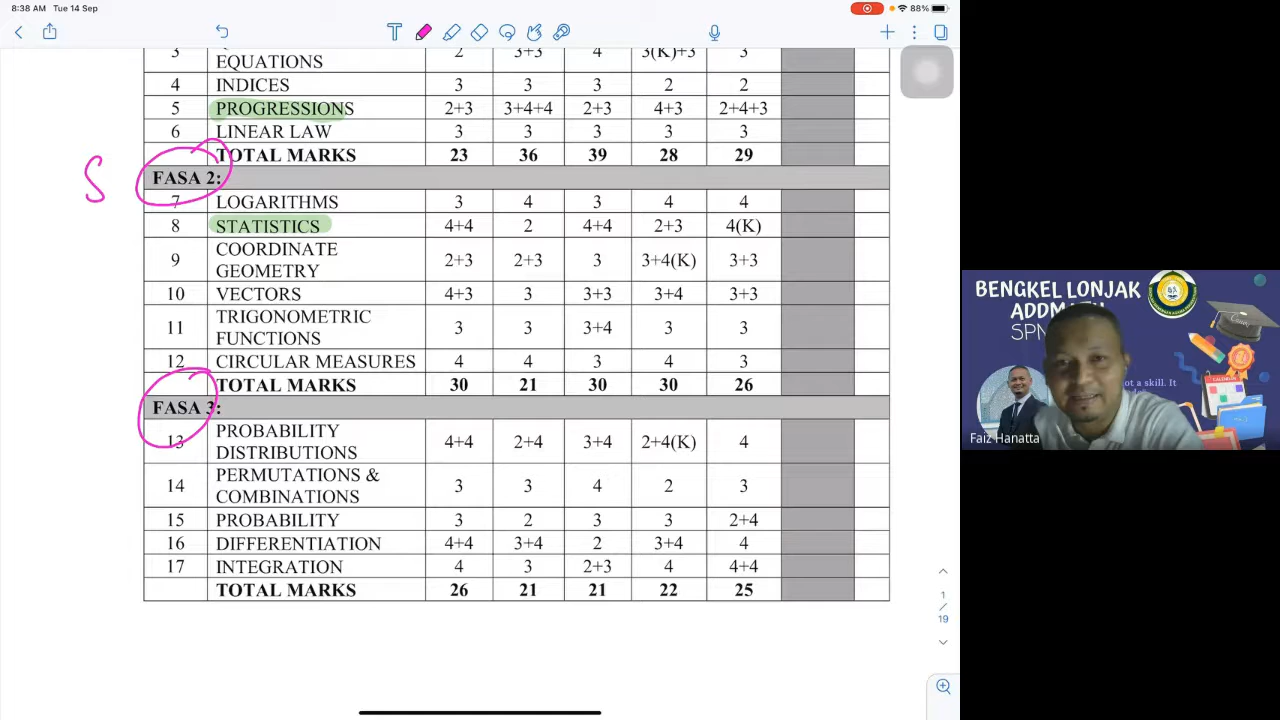 8:38 AM Tue 14 Sep 88%
3 EQUATIONS 2 3+3 4 3(K)+3 3
4 INDICES 3 3 3 2 2
5 PROGRESSIONS 2+3 3+4+4 2+3 4+3 2+4+3
6 LINEAR LAW 3 3 3 3 3
TOTAL MARKS 23 36 39 28 29
S
FASA 2:
7 LOGARITHMS 3 4 3 4 4
8 STATISTICS 4+4 2 4+4 2+3 4(K)
9 COORDINATE GEOMETRY 2+3 2+3 3 3+4(K) 3+3
10 VECTORS 4+3 3 3+3 3+4 3+3
11 TRIGONOMETRIC FUNCTIONS 3 3 3+4 3 3
12 CIRCULAR MEASURES 4 4 3 4 3
TOTAL MARKS 30 21 30 30 26
FASA 3:
13 PROBABILITY DISTRIBUTIONS 4+4 2+4 3+4 2+4(K) 4
14 PERMUTATIONS & COMBINATIONS 3 3 4 2 3
15 PROBABILITY 3 2 3 3 2+4
16 DIFFERENTIATION 4+4 3+4 2 3+4 4
17 INTEGRATION 4 3 2+3 4 4+4
TOTAL MARKS 26 21 21 22 25
1
/
19
BENGKEL LONJAK
ADDM
SPM
ot a skill. It
CALENDAR
Faiz Hanatta